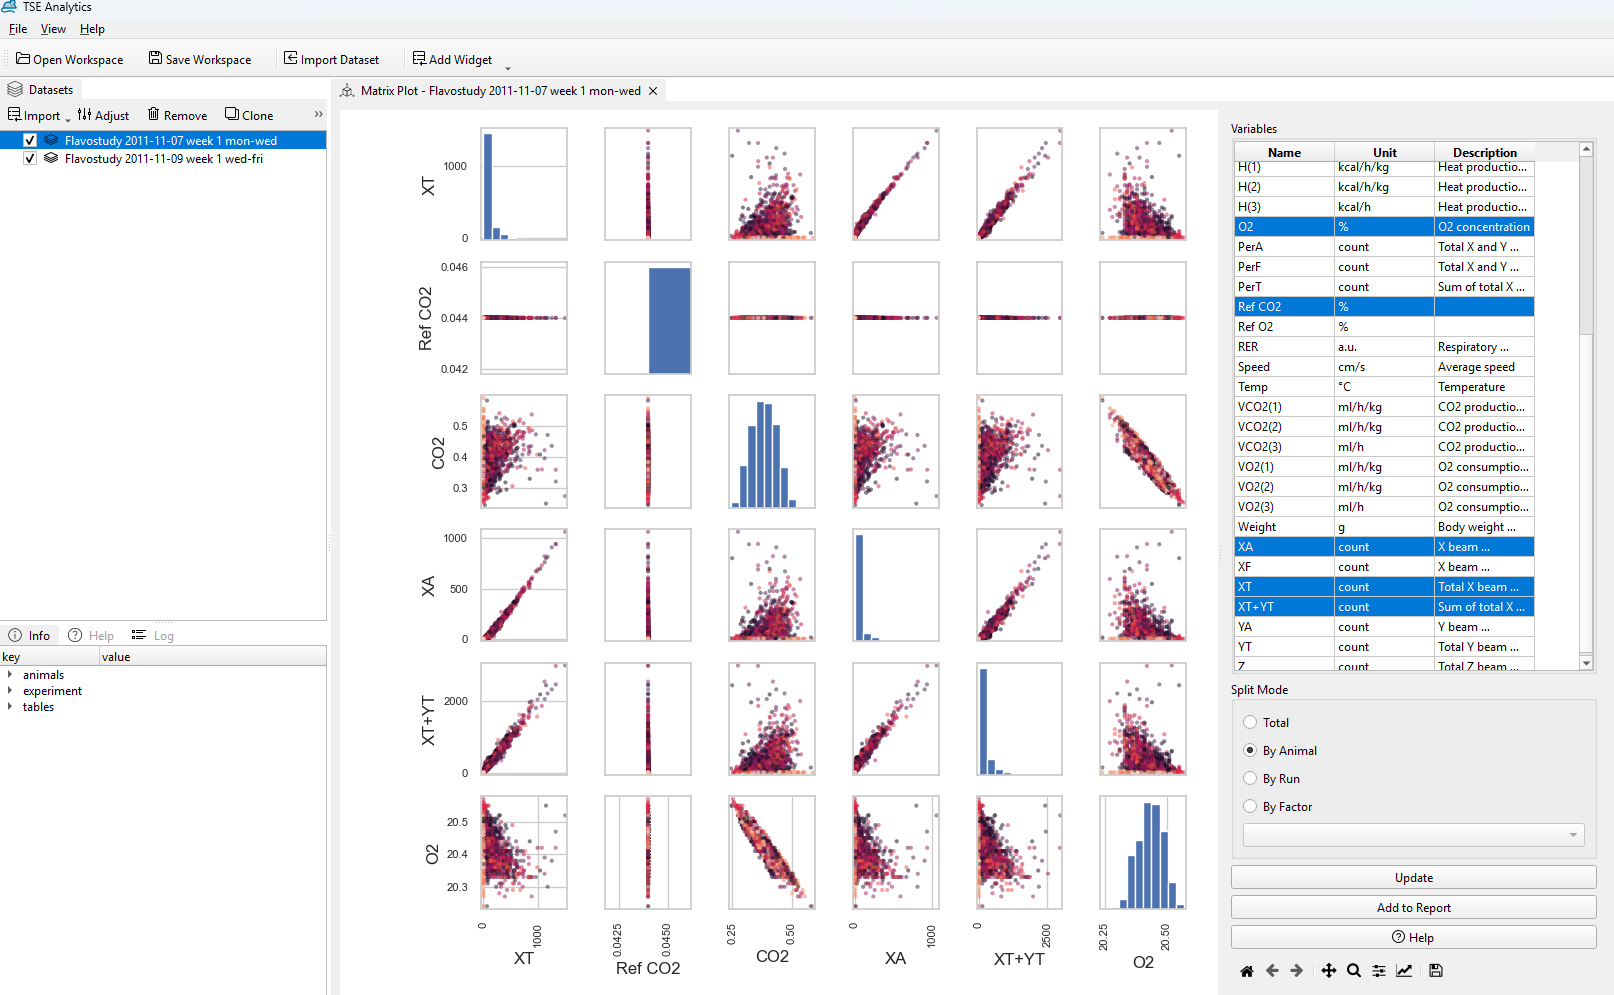 TSE Analytics
File View Help
Open Workspace Save Workspace Import Dataset Add Widget
Datasets
Import Adjust Remove Clone »
Flavostudy 2011-11-07 week 1 mon-wed
Flavostudy 2011-11-09 week 1 wed-fri
Info Help Log
key value
animals
experiment
tables
Matrix Plot - Flavostudy 2011-11-07 week 1 mon-wed
XT
1000
0
Ref CO2
0.046
0.044
0.042
CO2
0.5
0.4
0.3
XA
1000
500
0
XT+YT
2000
0
O2
20.5
20.4
20.3
0 1000 0.0425 0.0450 0.25 0.50 0 1000 0 2500 20.25 20.50
XT Ref CO2 CO2 XA XT+YT O2
Variables
Name Unit Description
H(1) kcal/h/kg Heat productio...
H(2) kcal/h/kg Heat productio...
H(3) kcal/h Heat productio...
O2 % O2 concentration
PerA count Total X and Y ...
PerF count Total X and Y ...
PerT count Sum of total X ...
Ref CO2 %
Ref O2 %
RER a.u. Respiratory ...
Speed cm/s Average speed
Temp °C Temperature
VCO2(1) ml/h/kg CO2 productio...
VCO2(2) ml/h/kg CO2 productio...
VCO2(3) ml/h CO2 productio...
VO2(1) ml/h/kg O2 consumptio...
VO2(2) ml/h/kg O2 consumptio...
VO2(3) ml/h O2 consumptio...
Weight g Body weight ...
XA count X beam ...
XF count X beam ...
XT count Total X beam ...
XT+YT count Sum of total X ...
YA count Y beam ...
YT count Total Y beam ...
Z count Total Z beam ...
Split Mode
Total
By Animal
By Run
By Factor
Update
Add to Report
Help